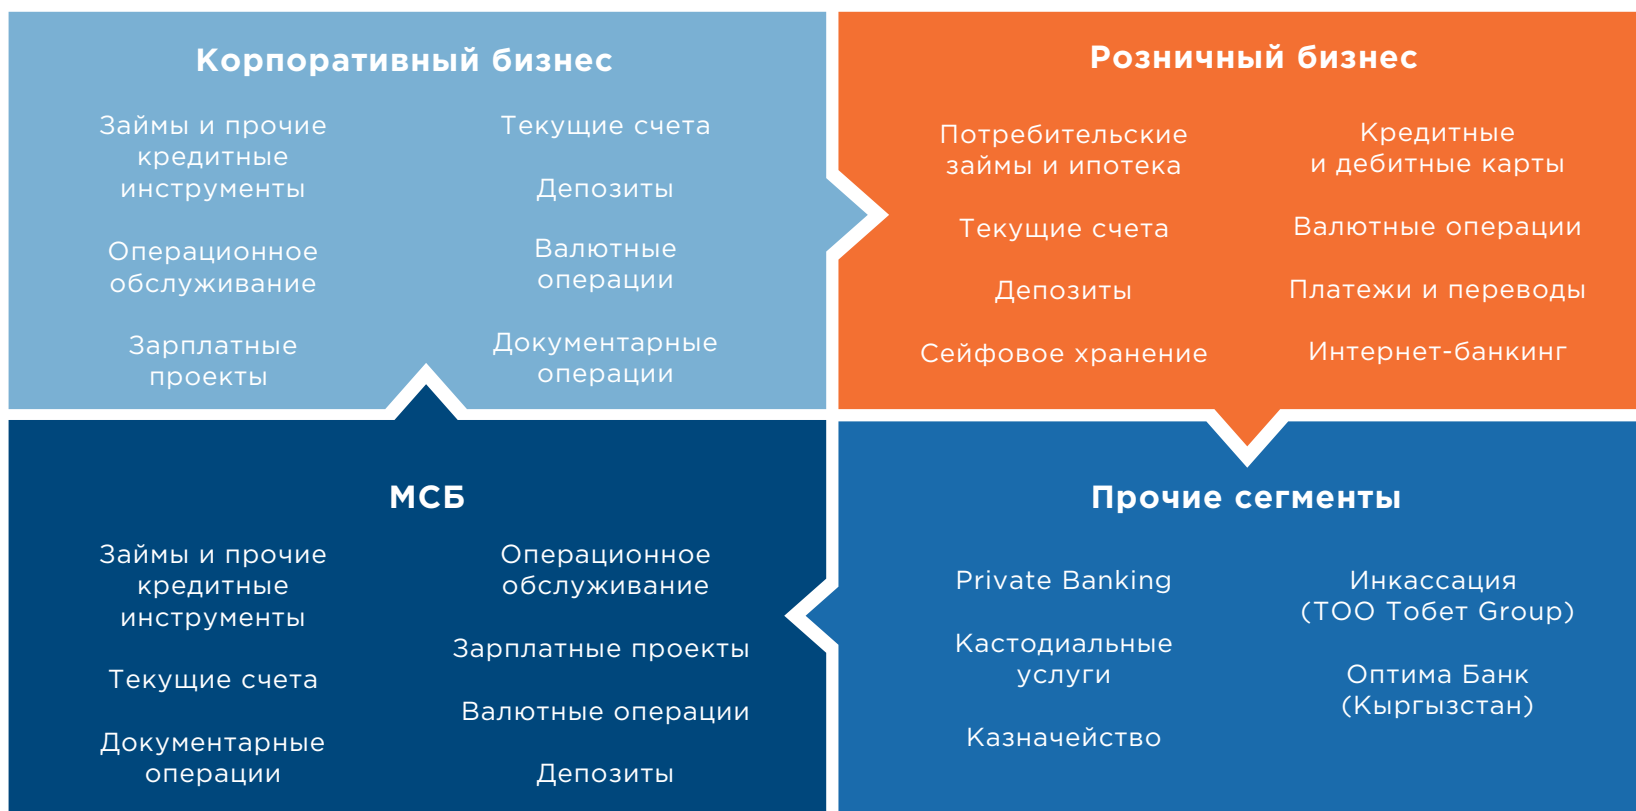 Корпоративный бизнес
Займы и прочие
кредитные
инструменты
Операционное
обслуживание
Зарплатные
проекты
Текущие счета
Депозиты
Валютные
операции
Документарные
операции
Розничный бизнес
Потребительские
займы и ипотека
Текущие счета
Депозиты
Сейфовое хранение
Кредитные
и дебитные карты
Валютные операции
Платежи и переводы
Интернет-банкинг
МСБ
Займы и прочие
кредитные
инструменты
Текущие счета
Документарные
операции
Операционное
обслуживание
Зарплатные проекты
Валютные операции
Депозиты
Прочие сегменты
Private Banking
Кастодиальные
услуги
Казначейство
Инкассация
(ТОО Тобет Group)
Оптима Банк
(Кыргызстан)